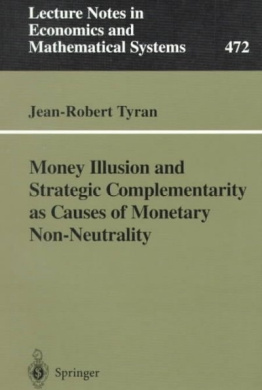 Lecture Notes in
Economics and
Mathematical Systems 472
Jean-Robert Tyran
Money Illusion and
Strategic Complementarity
as Causes of Monetary
Non-Neutrality
Springer